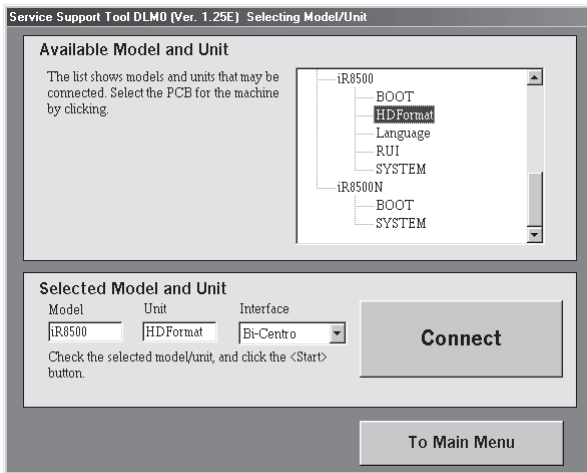 Service Support Tool DLM0 (Ver. 1.25E) Selecting Model/Unit
Available Model and Unit
The list shows models and units that may be
connected. Select the PCB for the machine
by clicking.
iR8500
BOOT
HDFormat
Language
RUI
SYSTEM
iR8500N
BOOT
SYSTEM
Selected Model and Unit
Model Unit Interface
iR8500 HDFormat Bi-Centro
Check the selected model/unit, and click the <Start>
button.
Connect
To Main Menu